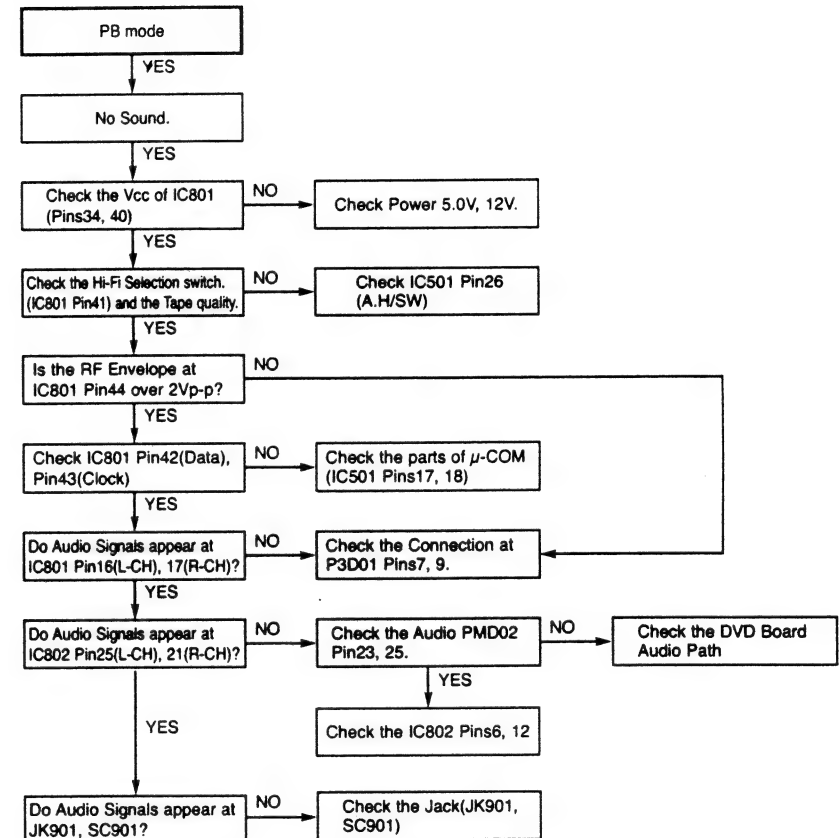 PB mode
YES
No Sound.
YES
Check the Vcc of IC801
(Pins34, 40)
NO
Check Power 5.0V, 12V.
YES
Check the Hi-Fi Selection switch.
(IC801 Pin41) and the Tape quality.
NO
Check IC501 Pin26
(A.H/SW)
YES
Is the RF Envelope at
IC801 Pin44 over 2Vp-p?
NO
YES
Check IC801 Pin42(Data),
Pin43(Clock)
NO
Check the parts of μ-COM
(IC501 Pins17, 18)
YES
Do Audio Signals appear at
IC801 Pin16(L-CH), 17(R-CH)?
NO
Check the Connection at
P3D01 Pins7, 9.
YES
Do Audio Signals appear at
IC802 Pin25(L-CH), 21(R-CH)?
NO
Check the Audio PMD02
Pin23, 25.
NO
Check the DVD Board
Audio Path
YES
Check the IC802 Pins6, 12
YES
Do Audio Signals appear at
JK901, SC901?
NO
Check the Jack(JK901,
SC901)